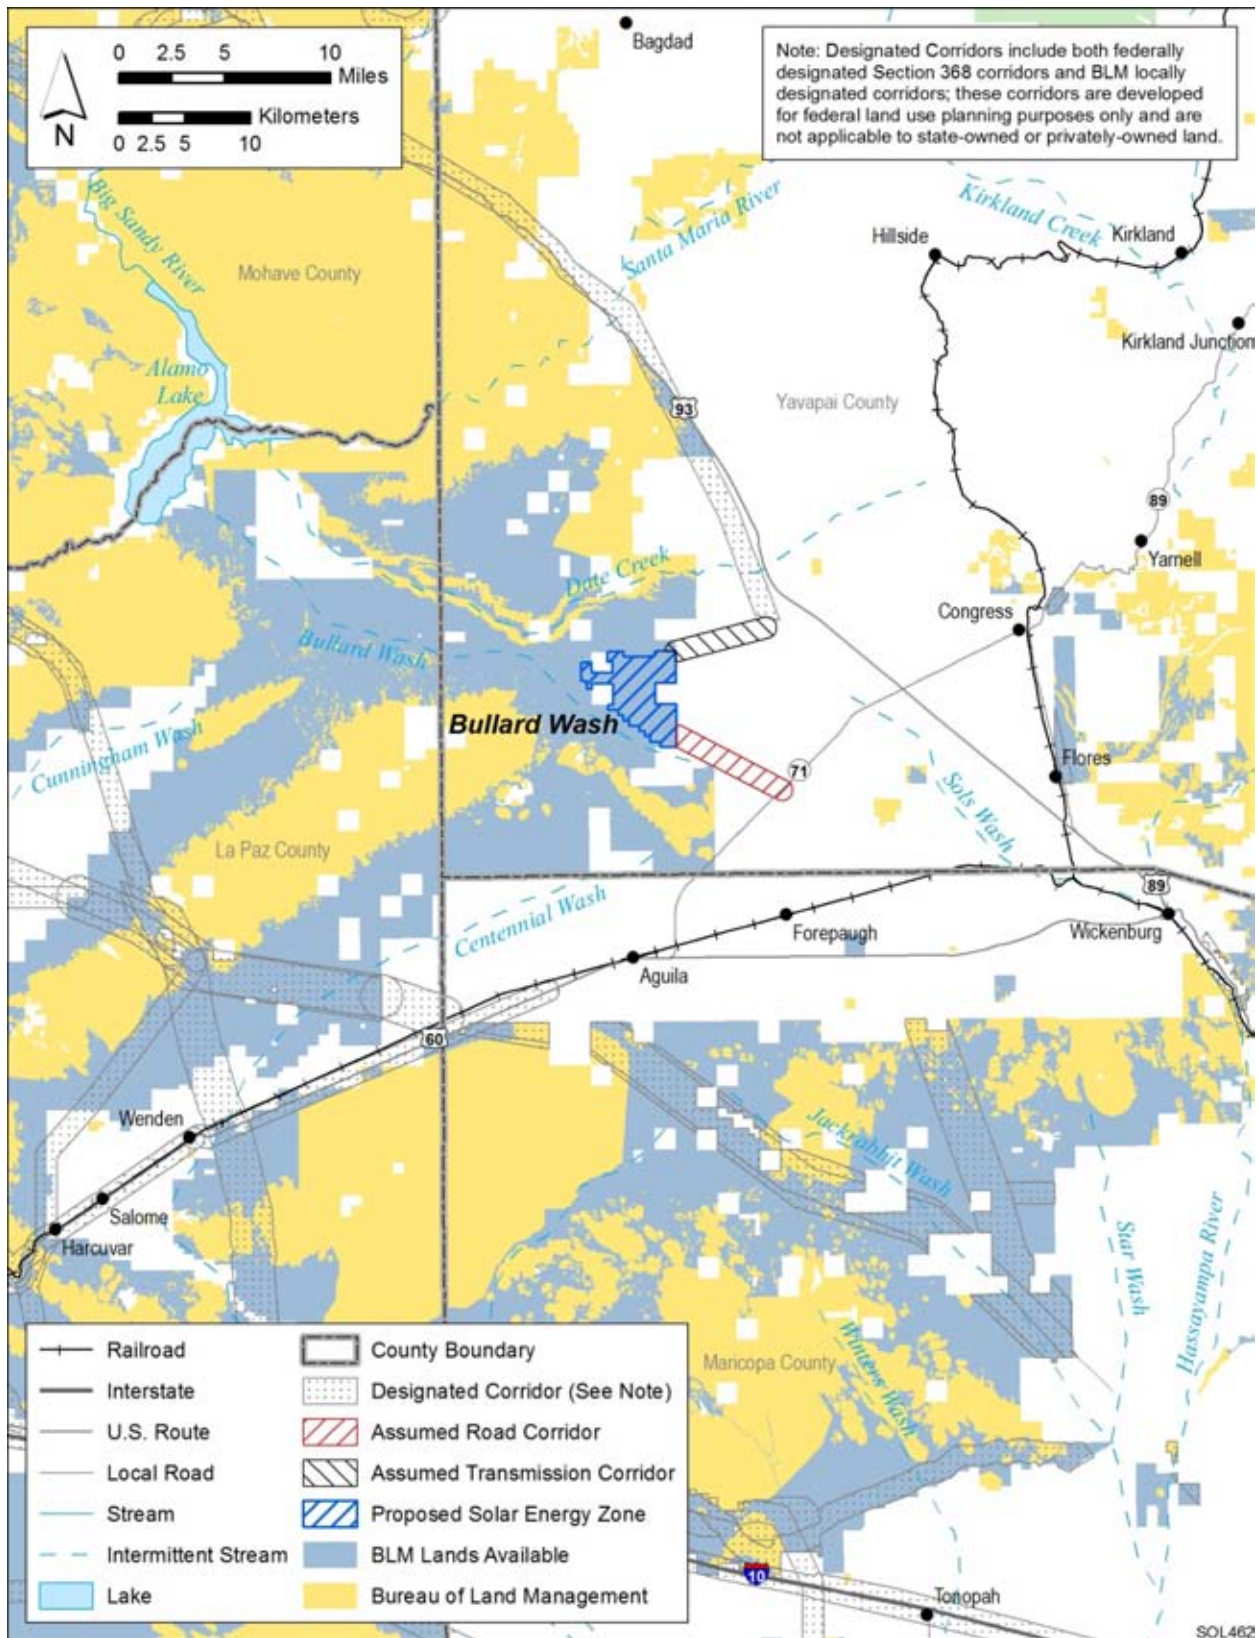 0 2.5 5 10
Miles
Kilometers
0 2.5 5 10
N
Bagdad
Note: Designated Corridors include both federally
designated Section 368 corridors and BLM locally
designated corridors; these corridors are developed
for federal land use planning purposes only and are
not applicable to state-owned or privately-owned land.
Big Sandy River
Mohave County
Santa Maria River
Kirkland Creek
Hillside
Kirkland
Kirkland Junction
Alamo
Lake
93
Yavapai County
89
Yarnell
Date Creek
Congress
Bullard Wash
Bullard Wash
Cunningham Wash
71
Flores
Sols Wash
La Paz County
89
Centennial Wash
Forepaugh
Wickenburg
Aguila
60
Wenden
Jackrabbit Wash
Salome
Harcuvar
Star Wash
Hassayampa River
Winters Wash
Maricopa County
Railroad
Interstate
U.S. Route
Local Road
Stream
Intermittent Stream
Lake
County Boundary
Designated Corridor (See Note)
Assumed Road Corridor
Assumed Transmission Corridor
Proposed Solar Energy Zone
BLM Lands Available
Bureau of Land Management
10
Tonopah
SOL462